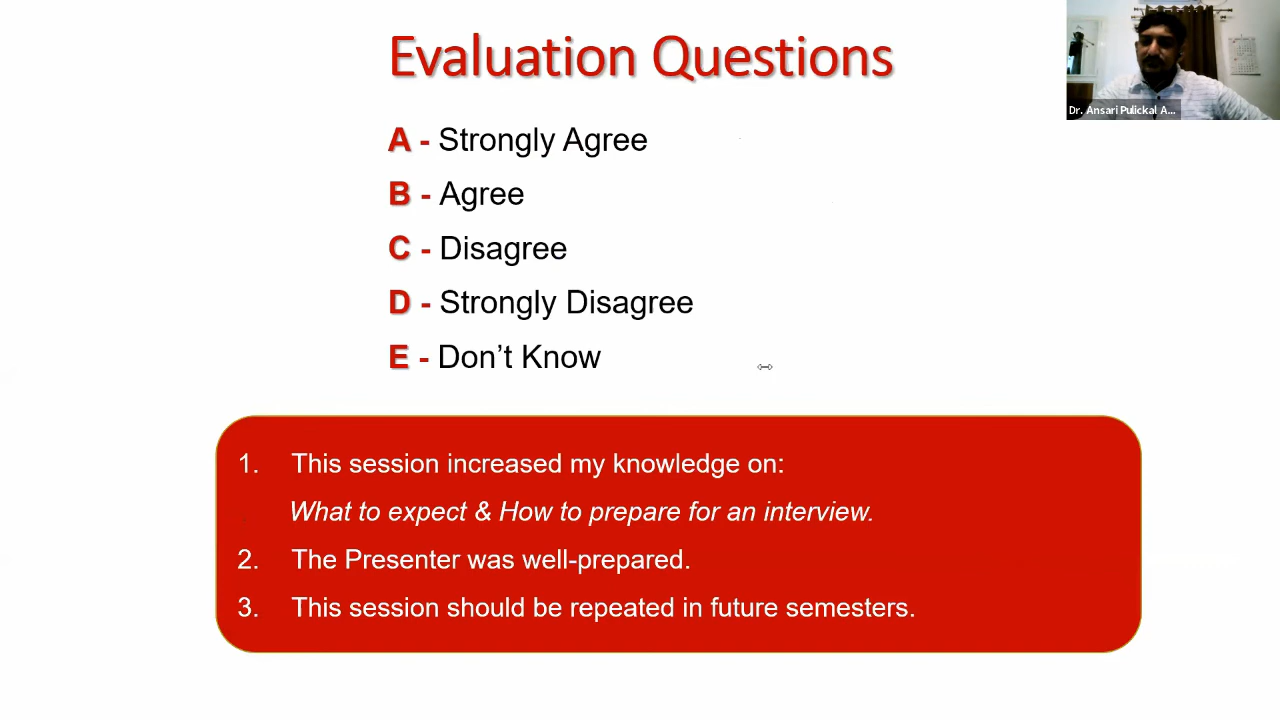 Evaluation Questions
A - Strongly Agree
B - Agree
C - Disagree
D - Strongly Disagree
E - Don’t Know
1. This session increased my knowledge on:
What to expect & How to prepare for an interview.
2. The Presenter was well-prepared.
3. This session should be repeated in future semesters.
Dr. Ansari Pulickal A...